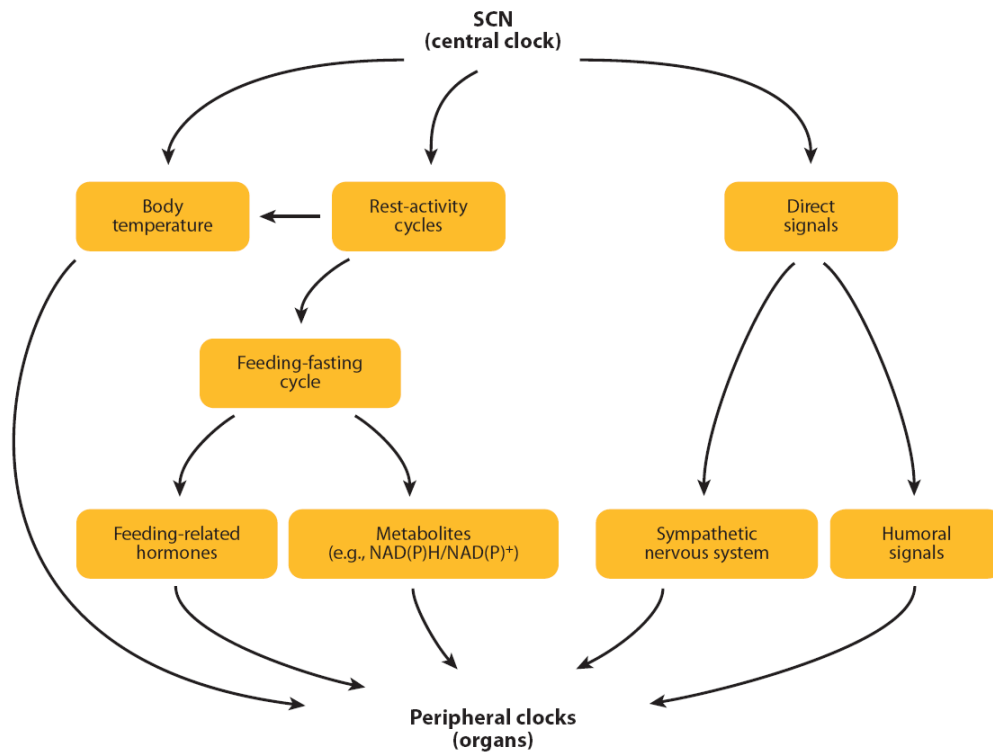 SCN
(central clock)
Body
temperature
Rest-activity
cycles
Direct
signals
Feeding-fasting
cycle
Feeding-related
hormones
Metabolites
(e.g., NAD(P)H/NAD(P)⁺)
Sympathetic
nervous system
Humoral
signals
Peripheral clocks
(organs)